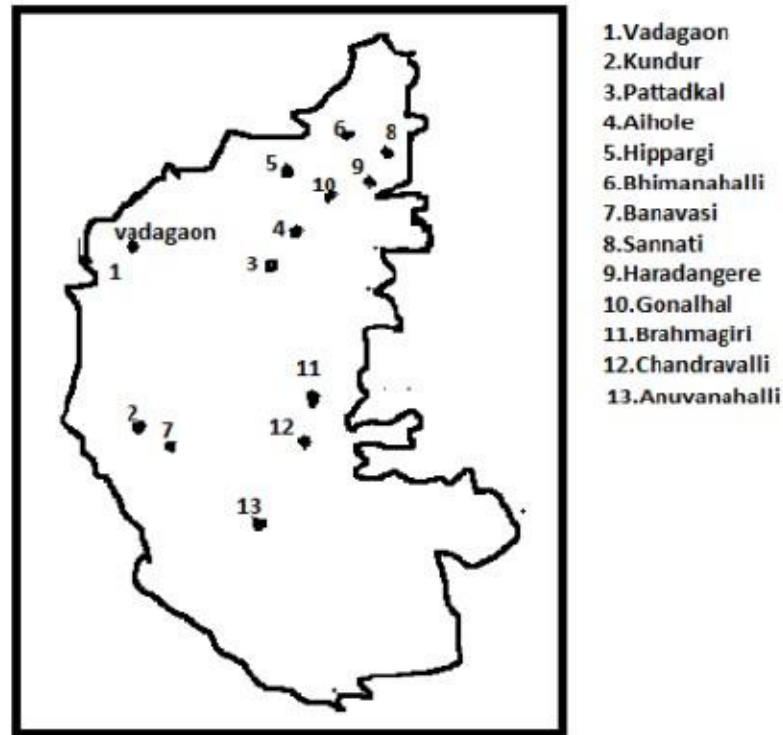 6
8
5
9
10
vadagaon
4
1
3
11
2
7
12
13
1.Vadagaon
2.Kundur
3.Pattadkal
4.Aihole
5.Hippargi
6.Bhimanahalli
7.Banavasi
8.Sannati
9.Haradangere
10.Gonalhal
11.Brahmagiri
12.Chandravalli
13.Anuvanahalli